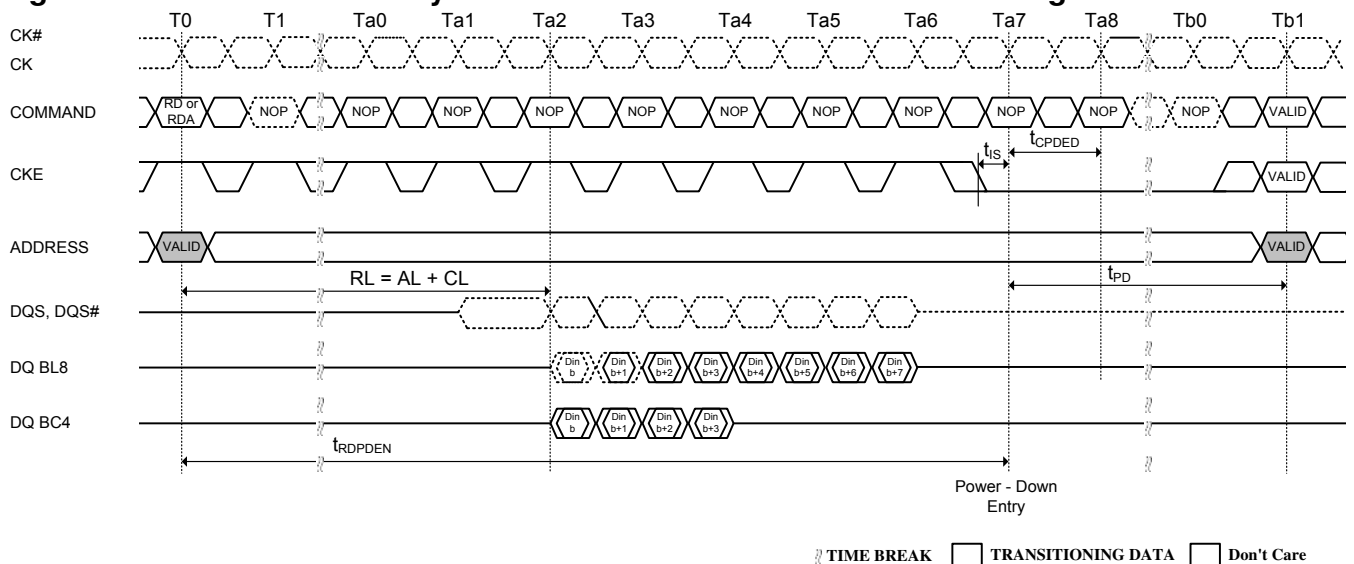 T0 T1 Ta0 Ta1 Ta2 Ta3 Ta4 Ta5 Ta6 Ta7 Ta8 Tb0 Tb1
CK#
CK
COMMAND
RD or
RDA
NOP NOP NOP NOP NOP NOP NOP NOP NOP NOP NOP VALID
tIS
tCPDED
CKE
VALID
ADDRESS
VALID
VALID
RL = AL + CL
tPD
DQS, DQS#
DQ BL8
Din
b
Din
b+1
Din
b+2
Din
b+3
Din
b+4
Din
b+5
Din
b+6
Din
b+7
DQ BC4
Din
b
Din
b+1
Din
b+2
Din
b+3
tRDPDEN
Power - Down
Entry
TIME BREAK TRANSITIONING DATA Don't Care